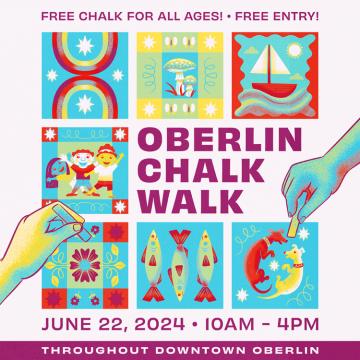 FREE CHALK FOR ALL AGES! • FREE ENTRY!
OBERLIN
CHALK
WALK
JUNE 22, 2024 • 10AM – 4PM
THROUGHOUT DOWNTOWN OBERLIN